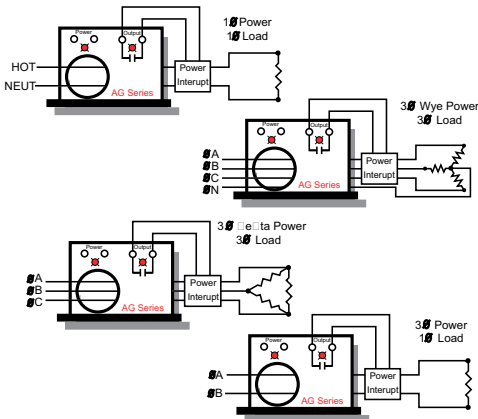 1Ø Power
1Ø Load
Power
Output
HOT
NEUT
AG Series
Power
Interupt
3Ø Wye Power
3Ø Load
Power
Output
ØA
ØB
ØC
ØN
AG Series
Power
Interupt
3Ø □e□ta Power
3Ø Load
Power
Output
ØA
ØB
ØC
AG Series
Power
Interupt
3Ø Power
1Ø Load
Power
Output
ØA
ØB
AG Series
Power
Interupt